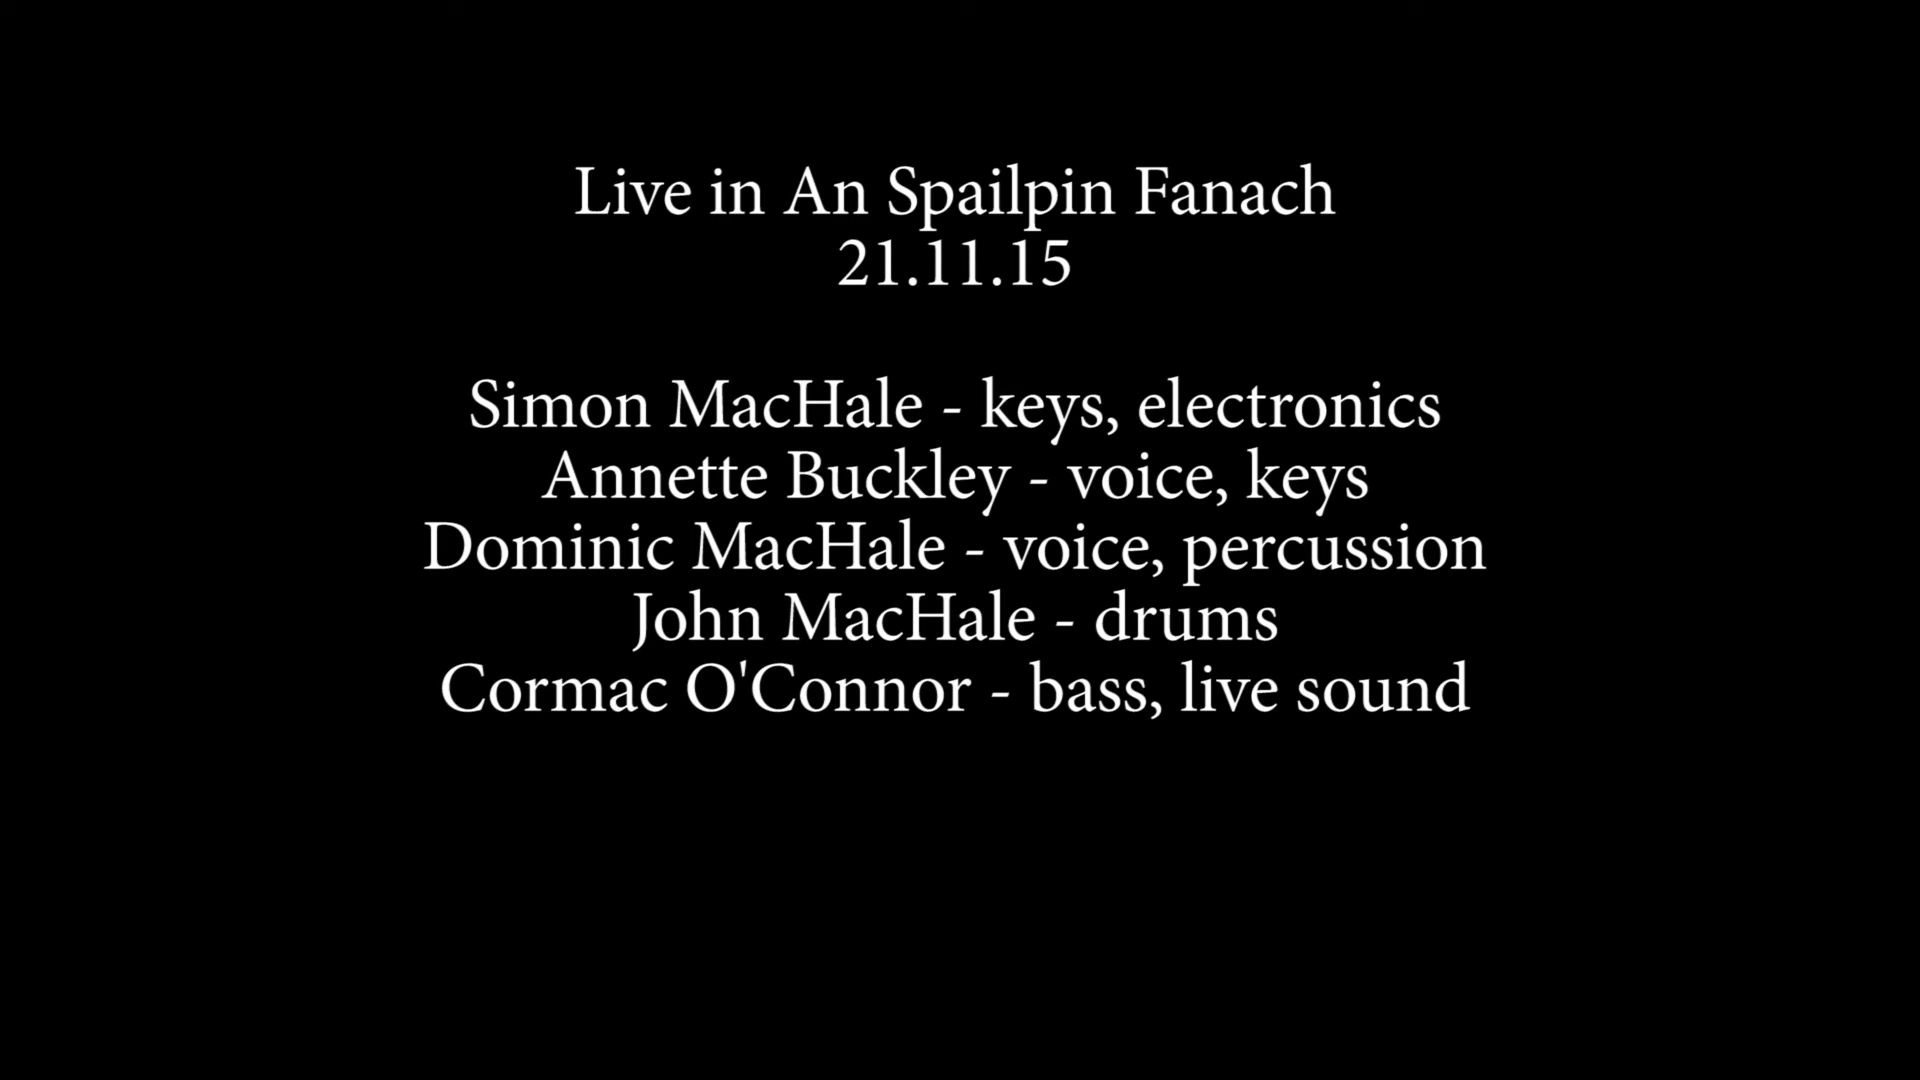 Live in An Spailpin Fanach
21.11.15
Simon MacHale - keys, electronics
Annette Buckley - voice, keys
Dominic MacHale - voice, percussion
John MacHale - drums
Cormac O'Connor - bass, live sound